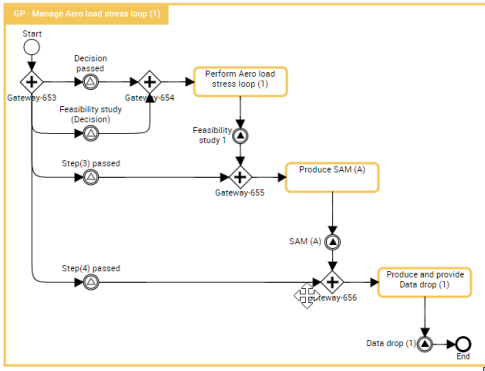 GP - Manage Aero load stress loop (1)
Start
Decision
passed
Gateway-653
Gateway-654
Perform Aero load
stress loop (1)
Feasibility study
(Decision)
Feasibility
study 1
Step(3) passed
Gateway-655
Produce SAM (A)
SAM (A)
Step(4) passed
Gateway-656
Produce and provide
Data drop (1)
Data drop (1)
End